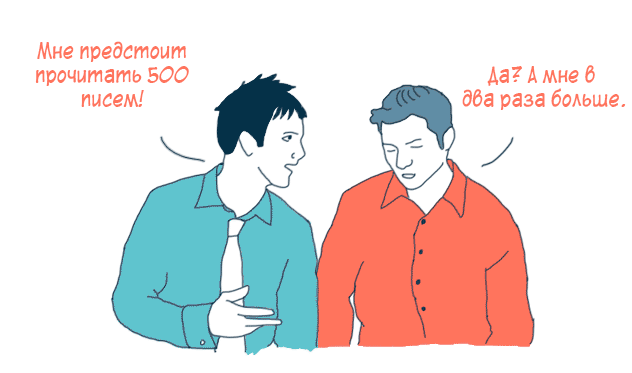 Мне предстоит
прочитать 500
писем!
Да? А мне в
два раза больше.